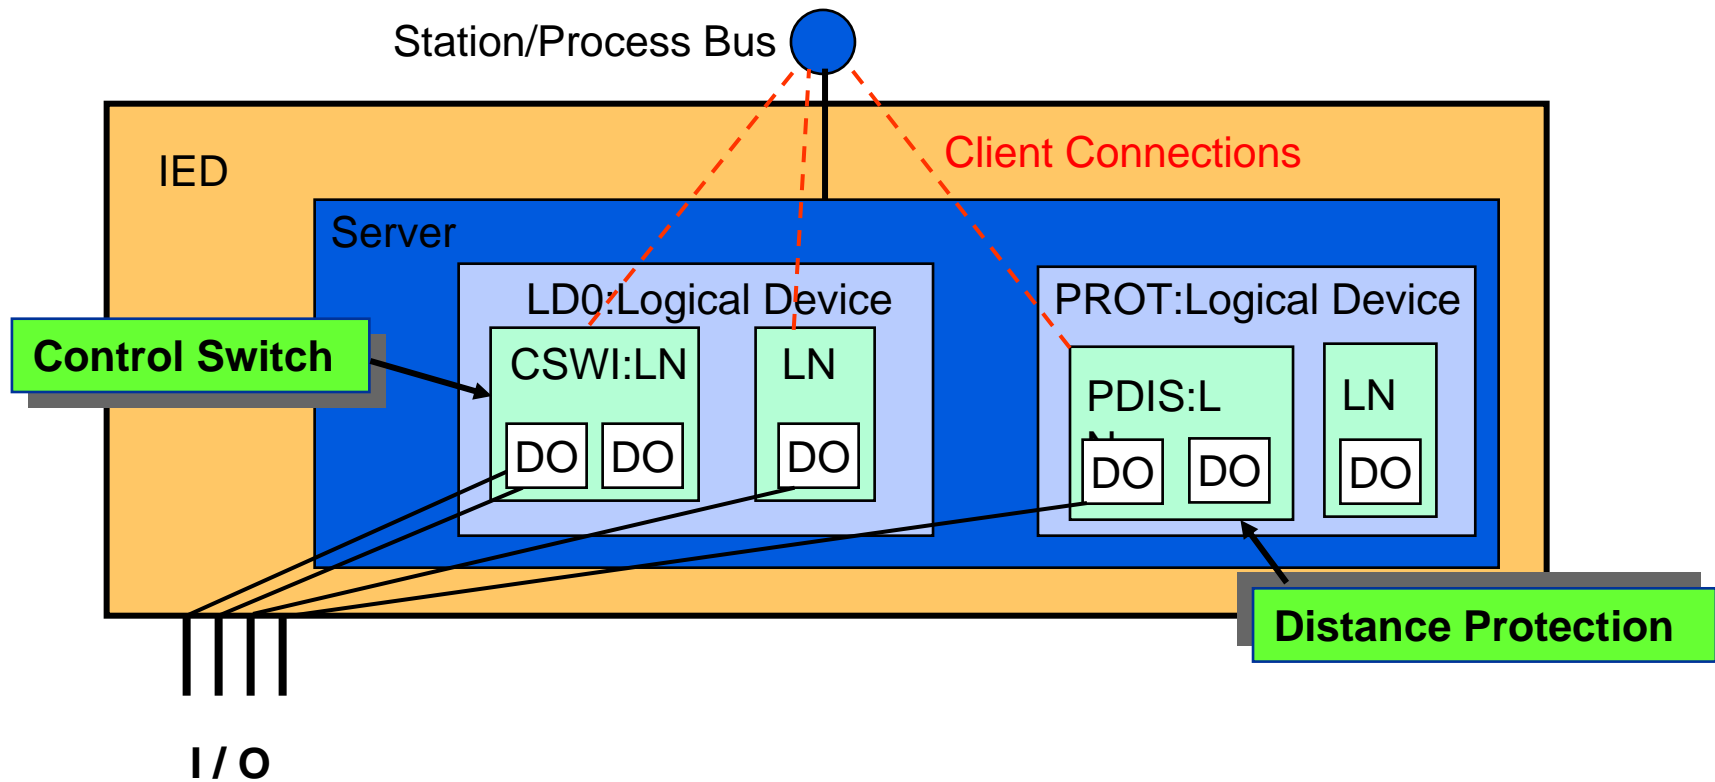 Station/Process Bus
Client Connections
IED
Server
LD0:Logical Device
PROT:Logical Device
Control Switch
CSWI:LN
LN
PDIS:L
N
LN
DO
DO
DO
DO
DO
DO
Distance Protection
I / O